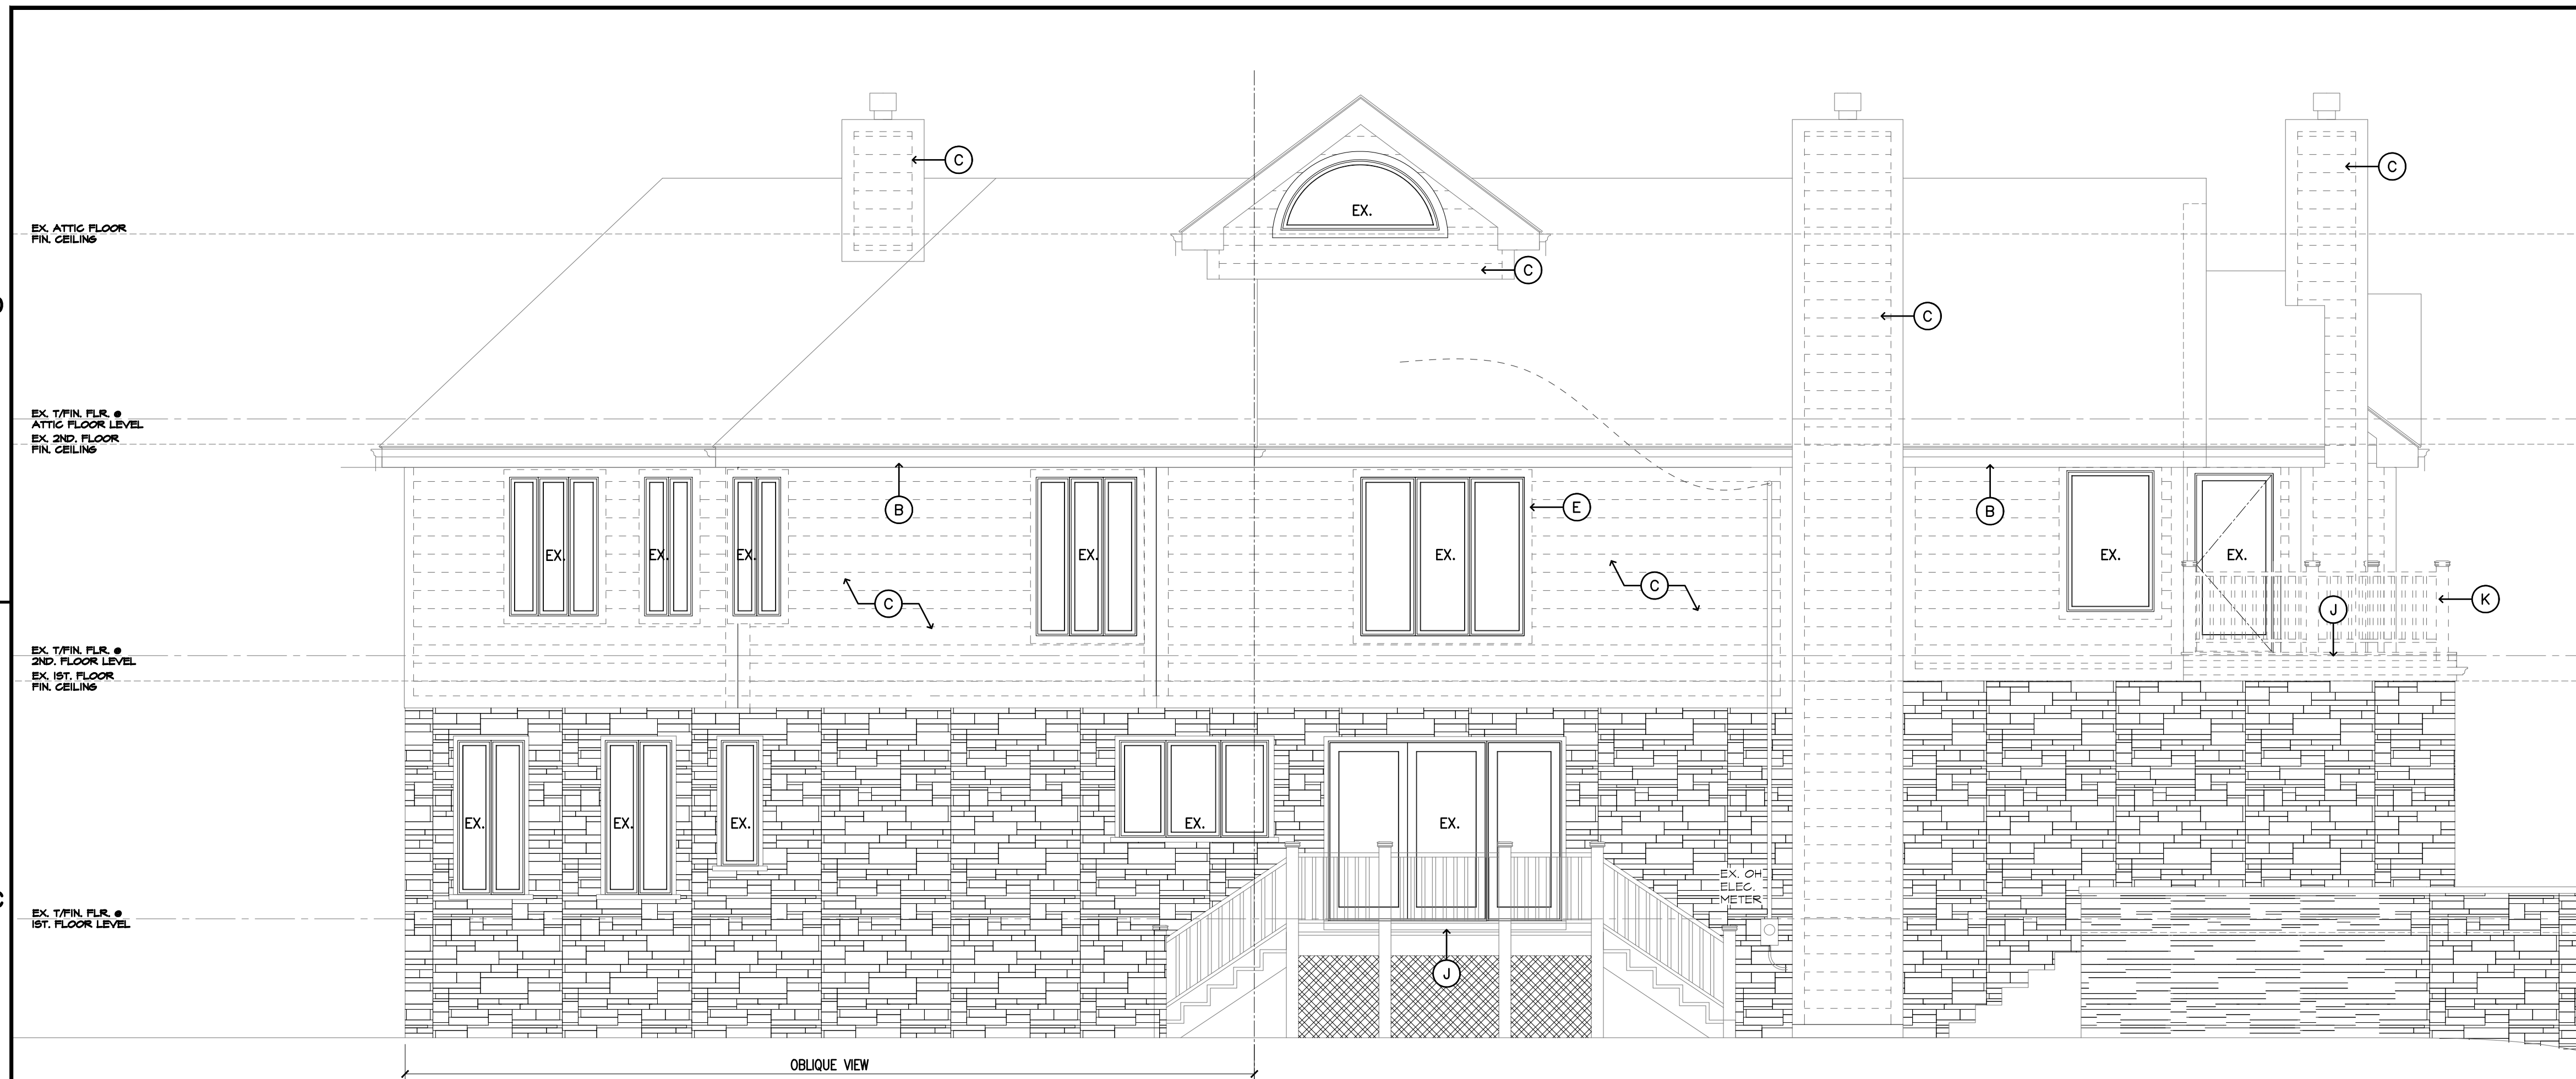 C
C
EX.
EX. ATTIC FLOOR
FIN. CEILING
C
C
EX. T/FIN. FLR. @
ATTIC FLOOR LEVEL
EX. 2ND. FLOOR
FIN. CEILING
B
E
B
EX.
EX.
EX.
EX.
EX.
EX.
EX.
C
C
K
J
EX. T/FIN. FLR. @
2ND. FLOOR LEVEL
EX. 1ST. FLOOR
FIN. CEILING
EX.
EX.
EX.
EX.
EX.
EX. OH
ELEC.
METER
EX. T/FIN. FLR. @
1ST. FLOOR LEVEL
J
OBLIQUE VIEW